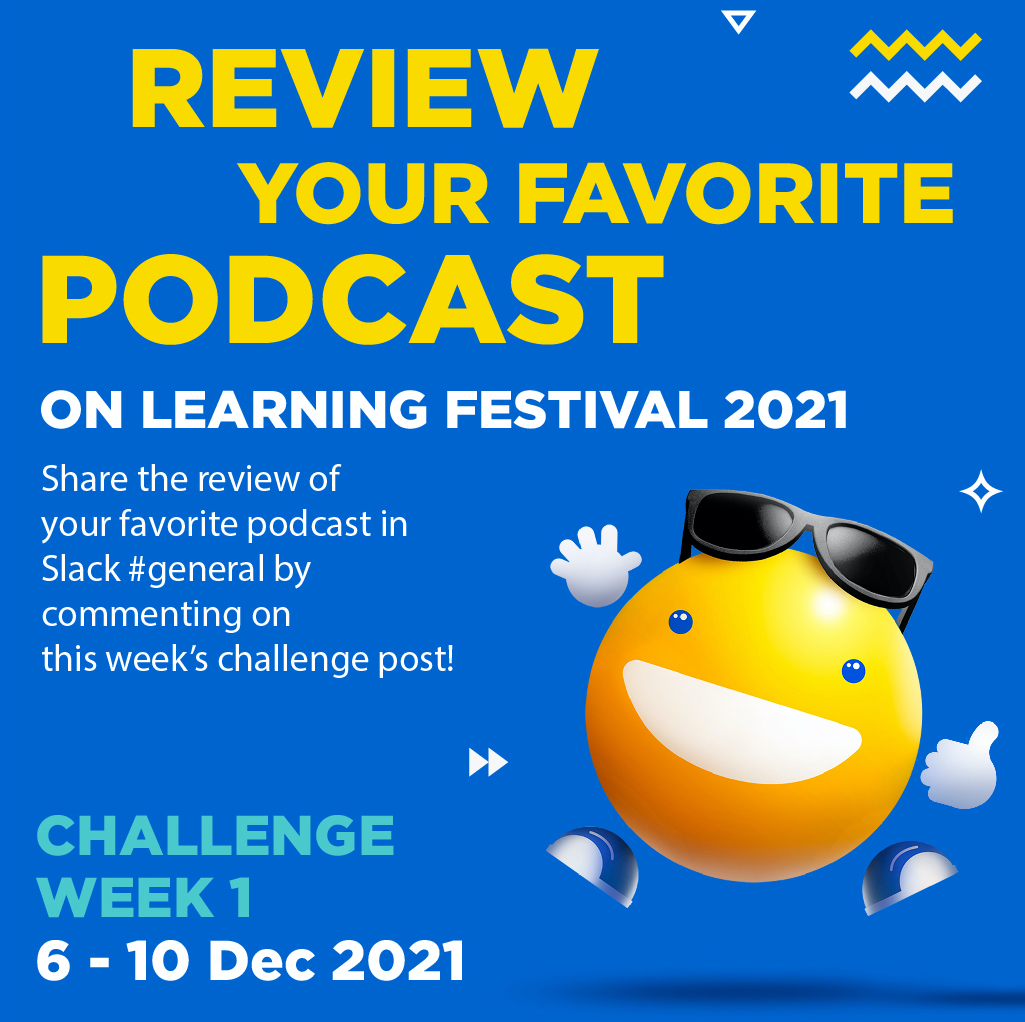 REVIEW
YOUR FAVORITE
PODCAST
ON LEARNING FESTIVAL 2021
Share the review of
your favorite podcast in
Slack #general by
commenting on
this week’s challenge post!
CHALLENGE
WEEK 1
6 - 10 Dec 2021